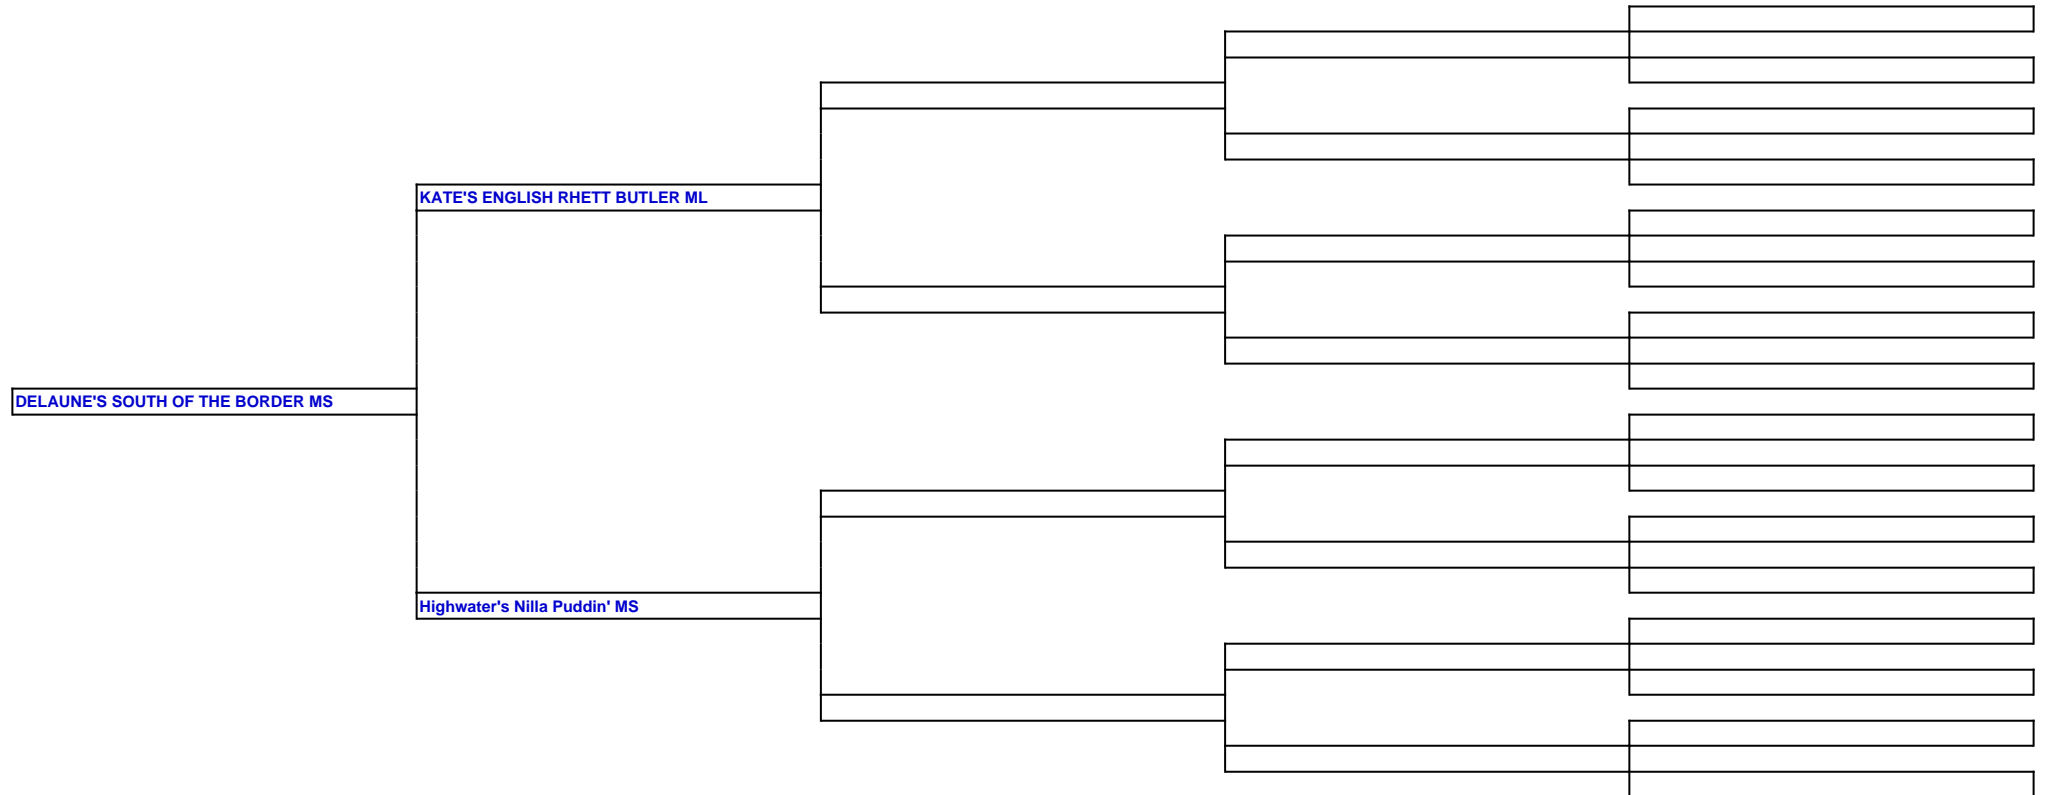 KATE'S ENGLISH RHETT BUTLER ML
DELAUNE'S SOUTH OF THE BORDER MS
Highwater's Nilla Puddin' MS